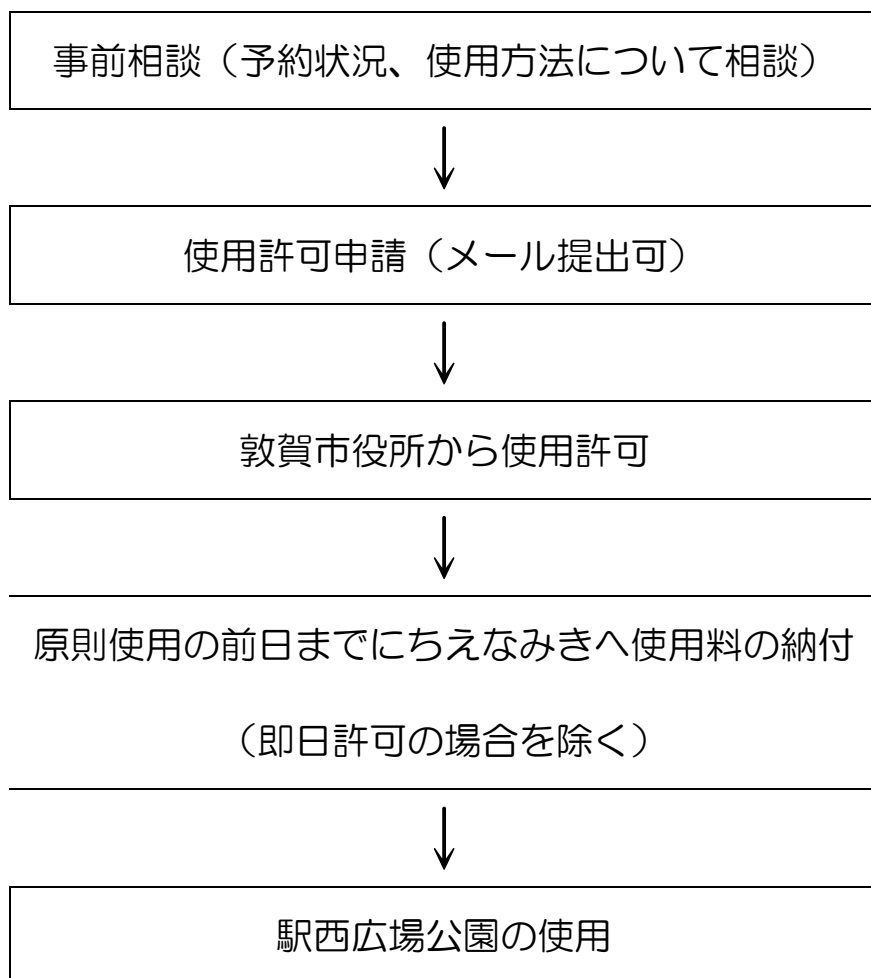 事前相談（予約状況、使用方法について相談）
使用許可申請（メール提出可）
敦賀市役所から使用許可
原則使用の前日までにちえなみきへ使用料の納付
（即日許可の場合を除く）
駅西広場公園の使用